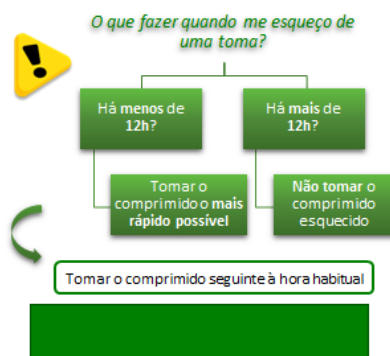 O que fazer quando me esqueço de
uma toma?
Há menos de
12h?
Há mais de
12h?
Tomar o
comprimido o mais
rápido possível
Não tomar o
comprimido
esquecido
Tomar o comprimido seguinte à hora habitual